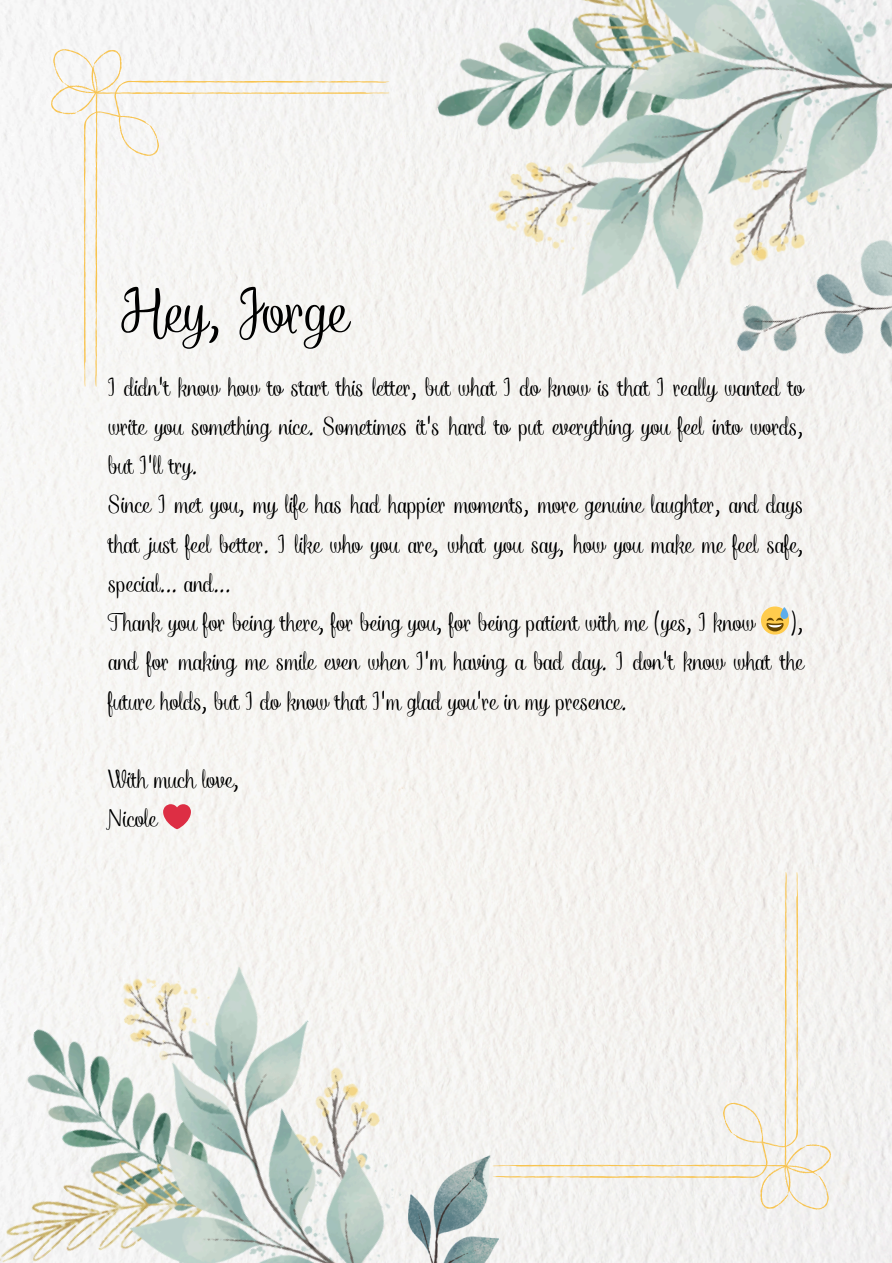 Hey, Jorge
I didn't know how to start this letter, but what I do know is that I really wanted to
write you something nice. Sometimes it's hard to put everything you feel into words,
but I'll try.
Since I met you, my life has had happier moments, more genuine laughter, and days
that just feel better. I like who you are, what you say, how you make me feel safe,
special... and...
Thank you for being there, for being you, for being patient with me (yes, I know 😅),
and for making me smile even when I'm having a bad day. I don't know what the
future holds, but I do know that I'm glad you're in my presence.
With much love,
Nicole ❤️